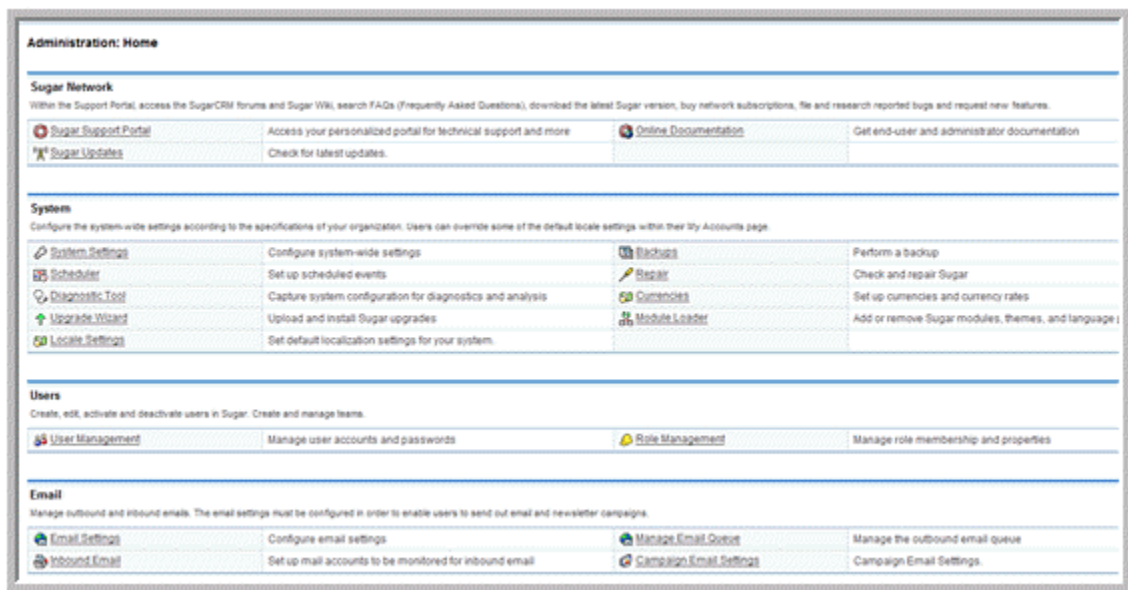 Administration: Home
Sugar Network
Within the Support Portal, access the SugarCRM forums and Sugar Wiki, search FAQs (Frequently Asked Questions), download the latest Sugar version, buy network subscriptions, file and research reported bugs and request new features.
Sugar Support Portal Access your personalized portal for technical support and more Online Documentation Get end-user and administrator documentation
Sugar Updates Check for latest updates.
System
Configure the system-wide settings according to the specifications of your organization. Users can override some of the default locale settings within their My Accounts page.
System Settings Configure system-wide settings Backups Perform a backup
Scheduler Set up scheduled events Repair Check and repair Sugar
Diagnostic Tool Capture system configuration for diagnostics and analysis Currencies Set up currencies and currency rates
Upgrade Wizard Upload and install Sugar upgrades Module Loader Add or remove Sugar modules, themes, and language
Locale Settings Set default localization settings for your system.
Users
Create, edit, activate and deactivate users in Sugar. Create and manage teams.
User Management Manage user accounts and passwords Role Management Manage role membership and properties
Email
Manage outbound and inbound emails. The email settings must be configured in order to enable users to send out email and newsletter campaigns.
Email Settings Configure email settings Manage Email Queue Manage the outbound email queue
Inbound Email Set up mail accounts to be monitored for inbound email Campaign Email Settings Campaign Email Setttings.